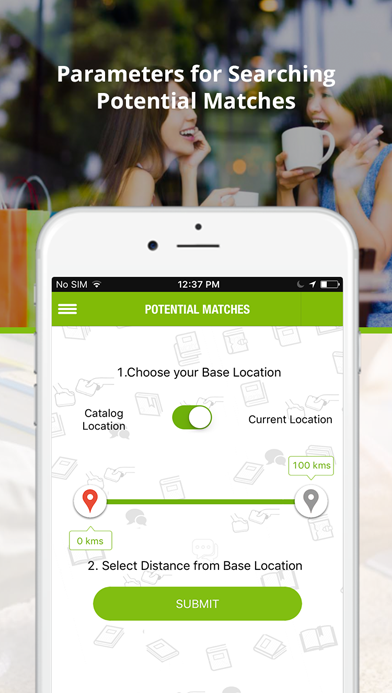 Parameters for Searching
Potential Matches
No SIM 12:37 PM
POTENTIAL MATCHES
1.Choose your Base Location
Catalog
Location
Current Location
100 kms
0 kms
2. Select Distance from Base Location
SUBMIT